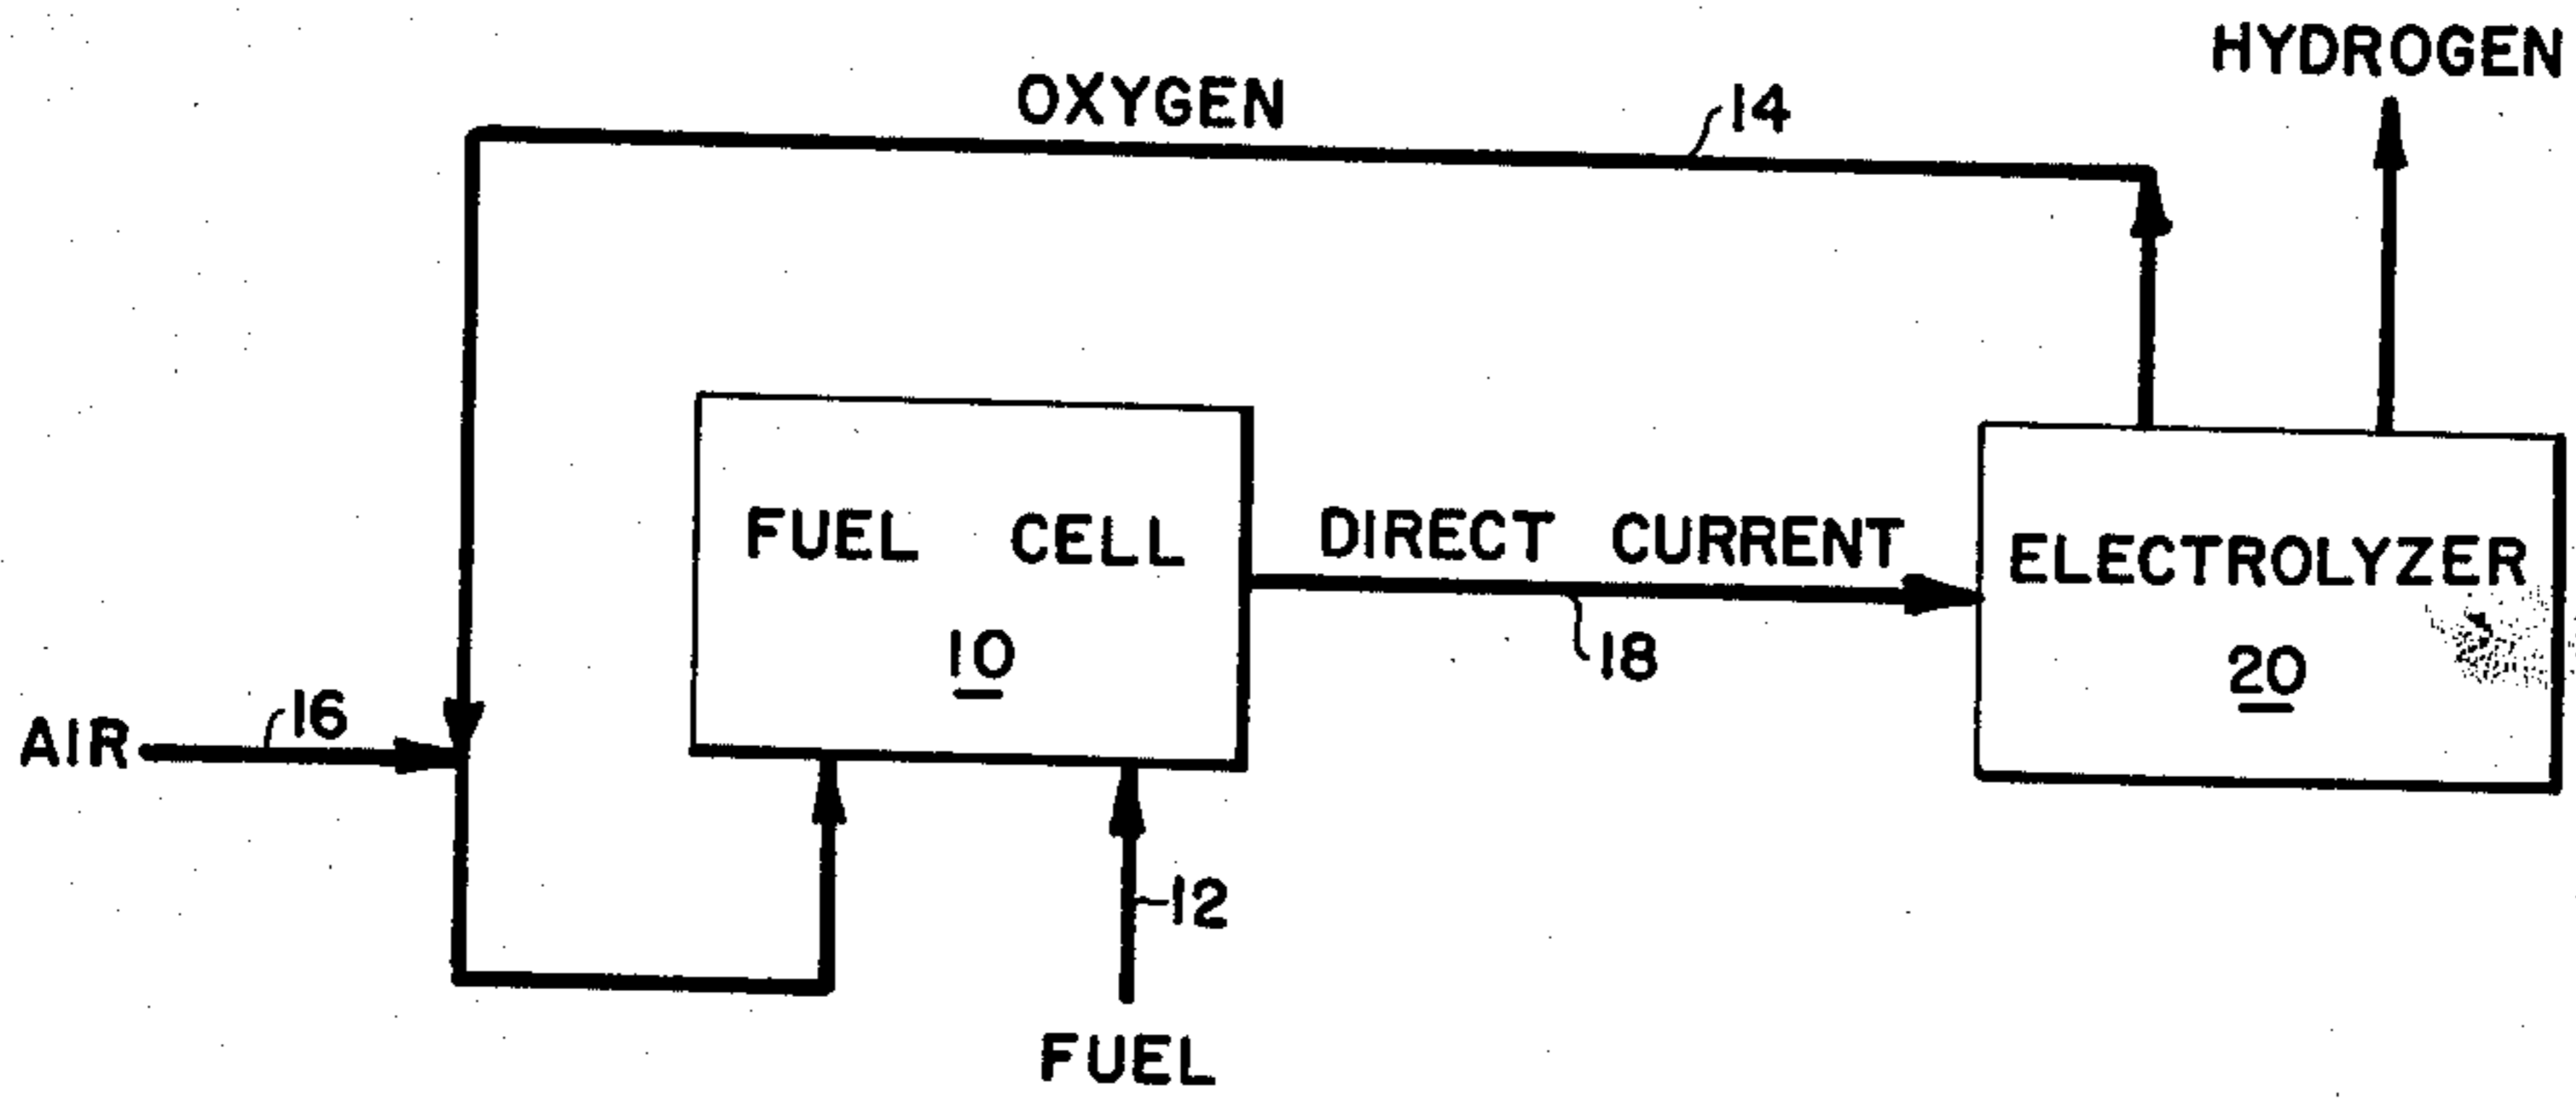 HYDROGEN
OXYGEN
14
FUEL CELL
10
DIRECT CURRENT
18
ELECTROLYZER
20
AIR
16
12
FUEL